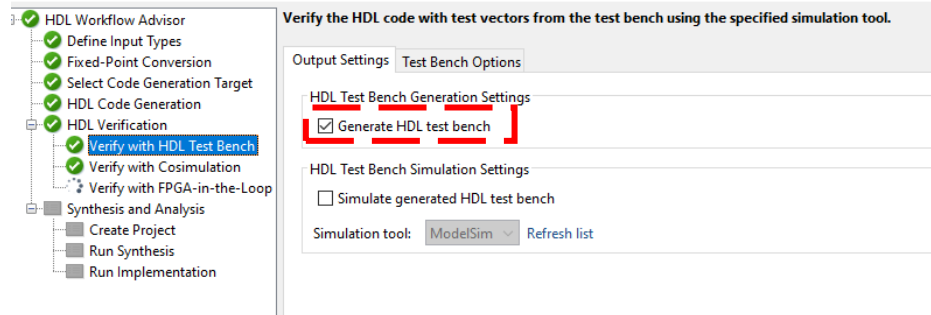 HDL Workflow Advisor
Define Input Types
Fixed-Point Conversion
Select Code Generation Target
HDL Code Generation
HDL Verification
Verify with HDL Test Bench
Verify with Cosimulation
Verify with FPGA-in-the-Loop
Synthesis and Analysis
Create Project
Run Synthesis
Run Implementation
Verify the HDL code with test vectors from the test bench using the specified simulation tool.
Output Settings Test Bench Options
HDL Test Bench Generation Settings
Generate HDL test bench
HDL Test Bench Simulation Settings
Simulate generated HDL test bench
Simulation tool: ModelSim Refresh list